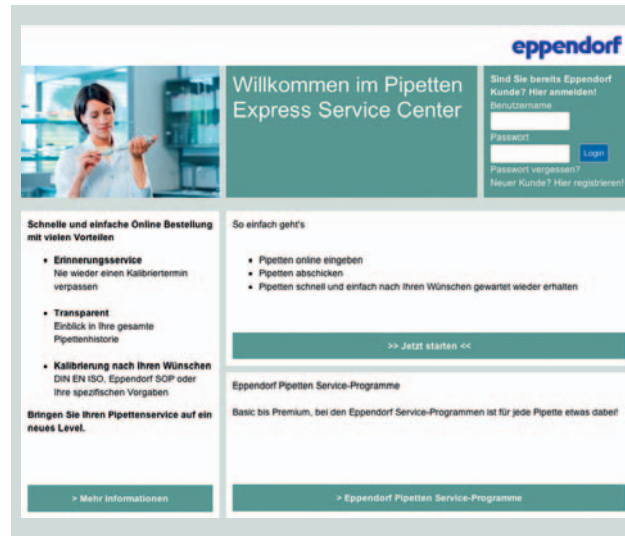 eppendorf
Willkommen im Pipetten
Express Service Center
Sind Sie bereits Eppendorf
Kunde? Hier anmelden!
Benutzername
Passwort
Login
Passwort vergessen?
Neuer Kunde? Hier registrieren!
Schnelle und einfache Online Bestellung
mit vielen Vorteilen
• Erinnerungsservice
Nie wieder einen Kalibriertermin
verpassen
• Transparent
Einblick in Ihre gesamte
Pipettenhistorie
• Kalibrierung nach Ihren Wünschen
DIN EN ISO, Eppendorf SOP oder
Ihre spezifischen Vorgaben
Bringen Sie Ihren Pipettenservice auf ein
neues Level.
> Mehr Informationen
So einfach geht's
• Pipetten online eingeben
• Pipetten abschicken
• Pipetten schnell und einfach nach Ihren Wünschen gewartet wieder erhalten
>> Jetzt starten <<
Eppendorf Pipetten Service-Programme
Basic bis Premium, bei den Eppendorf Service-Programmen ist für jede Pipette etwas dabei!
> Eppendorf Pipetten Service-Programme